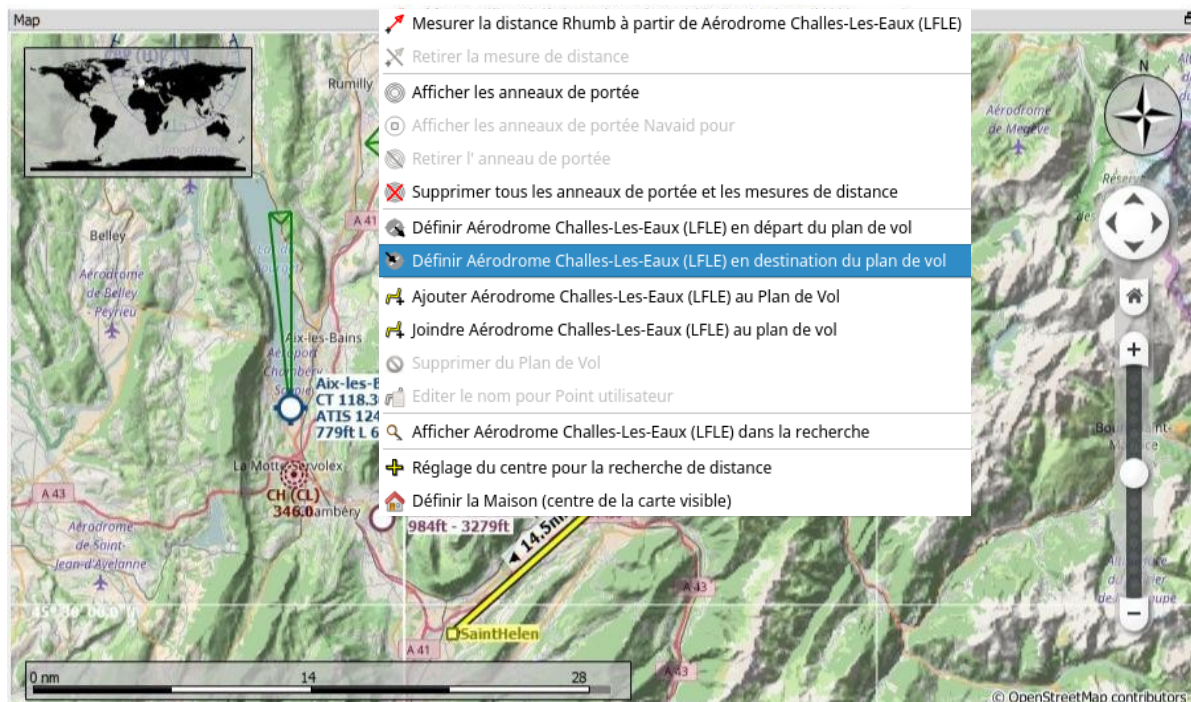 Map
Mesurer la distance Rhumb à partir de Aérodrome Challes-Les-Eaux (LFLE)
Retirer la mesure de distance
Afficher les anneaux de portée
Afficher les anneaux de portée Navaid pour
Retirer l' anneau de portée
Supprimer tous les anneaux de portée et les mesures de distance
Définir Aérodrome Challes-Les-Eaux (LFLE) en départ du plan de vol
Définir Aérodrome Challes-Les-Eaux (LFLE) en destination du plan de vol
Ajouter Aérodrome Challes-Les-Eaux (LFLE) au Plan de Vol
Joindre Aérodrome Challes-Les-Eaux (LFLE) au plan de vol
Supprimer du Plan de Vol
Editer le nom pour Point utilisateur
Afficher Aérodrome Challes-Les-Eaux (LFLE) dans la recherche
Réglage du centre pour la recherche de distance
Définir la Maison (centre de la carte visible)
Rumilly
N
Aérodrome
de Megève
A 41
Belley
Aérodrome
de Belley
- Peyrieu
Aix-les-Bains
Aéroport
Chambéry
CT 118.3
ATIS 124
779ft L 6
La Motte-Servolex
CH (CL)
346.0
Chambéry
A 43
984ft - 3279ft
14.5
Aérodrome
de Saint-
Jean-d'Avelanne
A 43
SaintHelen
A 41
A 43
0 nm
14
28
© OpenStreetMap contributors